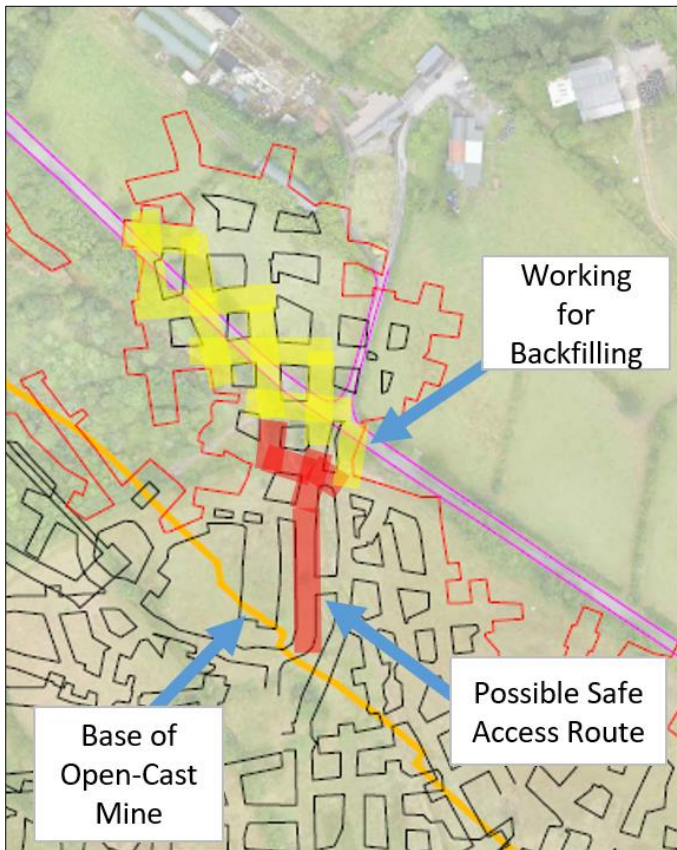 Working
for
Backfilling
Possible Safe
Access Route
Base of
Open-Cast
Mine